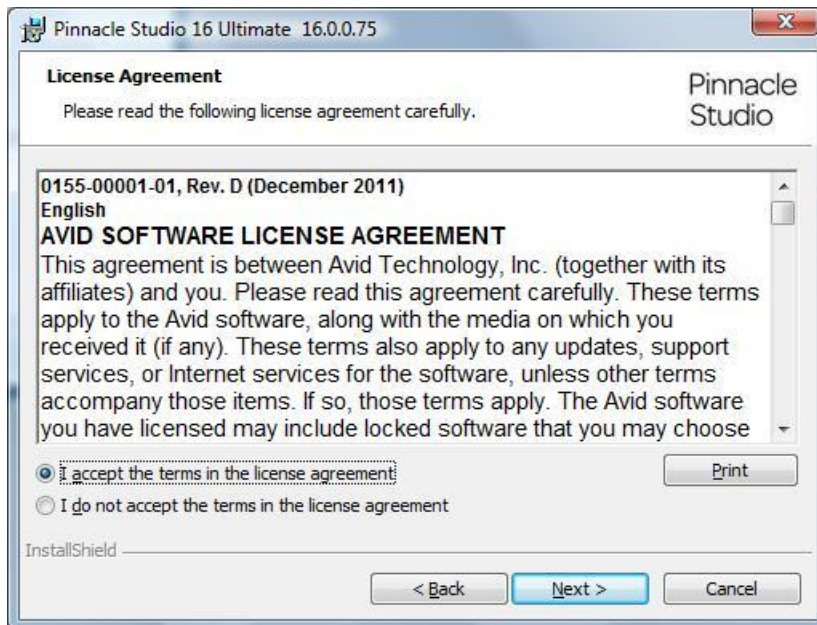 Pinnacle Studio 16 Ultimate 16.0.0.75
License Agreement
Please read the following license agreement carefully.
Pinnacle
Studio
0155-00001-01, Rev. D (December 2011)
English
AVID SOFTWARE LICENSE AGREEMENT
This agreement is between Avid Technology, Inc. (together with its
affiliates) and you. Please read this agreement carefully. These terms
apply to the Avid software, along with the media on which you
received it (if any). These terms also apply to any updates, support
services, or Internet services for the software, unless other terms
accompany those items. If so, those terms apply. The Avid software
you have licensed may include locked software that you may choose
I accept the terms in the license agreement
Print
I do not accept the terms in the license agreement
InstallShield
< Back
Next >
Cancel